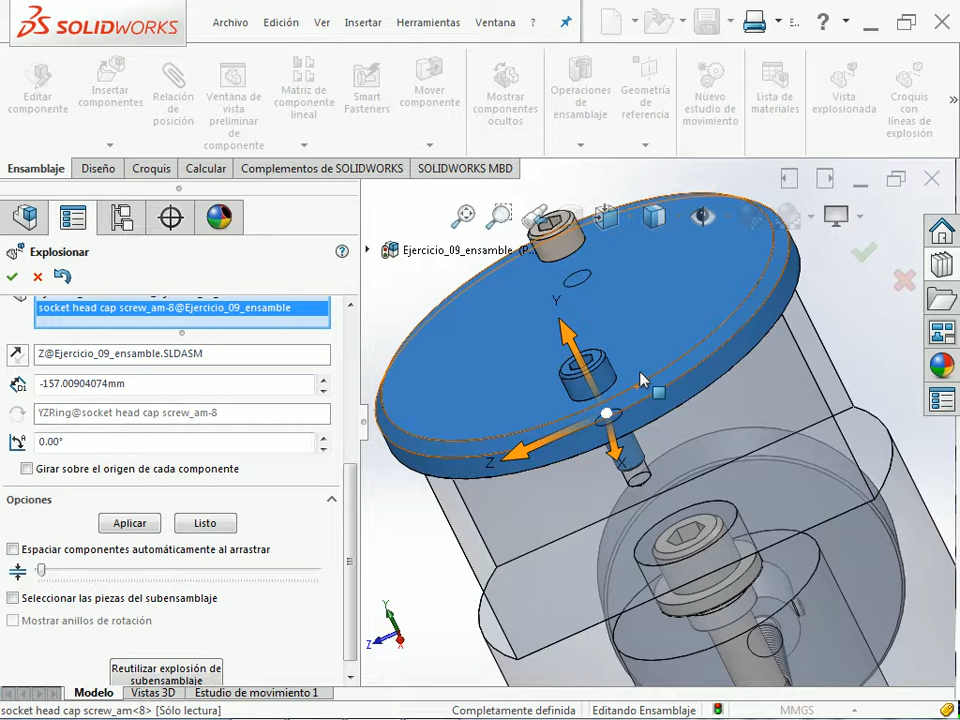 SOLIDWORKS
Archivo Edición Ver Insertar Herramientas Ventana ? E.. ?
Editar componente
Insertar componentes
Relación de posición
Ventana de vista preliminar de componente
Matriz de componente lineal
Smart Fasteners
Mover componente
Mostrar componentes ocultos
Operaciones de ensamblaje
Geometría de referencia
Nuevo estudio de movimiento
Lista de materiales
Vista explosionada
Croquis con líneas de explosión
»
Ensamblaje Diseño Croquis Calcular Complementos de SOLIDWORKS SOLIDWORKS MBD
Explosionar
Ejercicio_09_ensamble (P...
socket head cap screw_am-8@Ejercicio_09_ensamble
Z@Ejercicio_09_ensamble.SLDASM
-157.00904074mm
YZRing@socket head cap screw_am-8
0.00°
Girar sobre el origen de cada componente
Opciones
Aplicar Listo
Espaciar componentes automáticamente al arrastrar
Seleccionar las piezas del subensamblaje
Mostrar anillos de rotación
Reutilizar explosión de
subensamblaje
Y
Z
X
Y
Z
X
Modelo Vistas 3D Estudio de movimiento 1
socket head cap screw_am<8> [Sólo lectura] Completamente definida Editando Ensamblaje MMGS